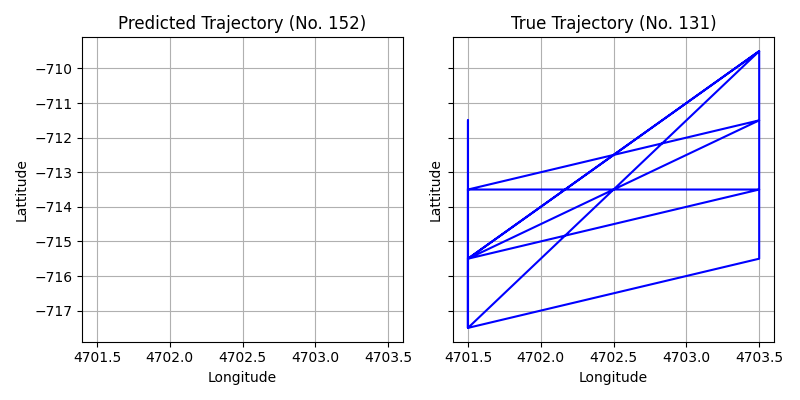 Predicted Trajectory (No. 152)
True Trajectory (No. 131)
−710
−711
−712
−713
−714
−715
−716
−717
Lattitude
Lattitude
4701.5 4702.0 4702.5 4703.0 4703.5
4701.5 4702.0 4702.5 4703.0 4703.5
Longitude
Longitude